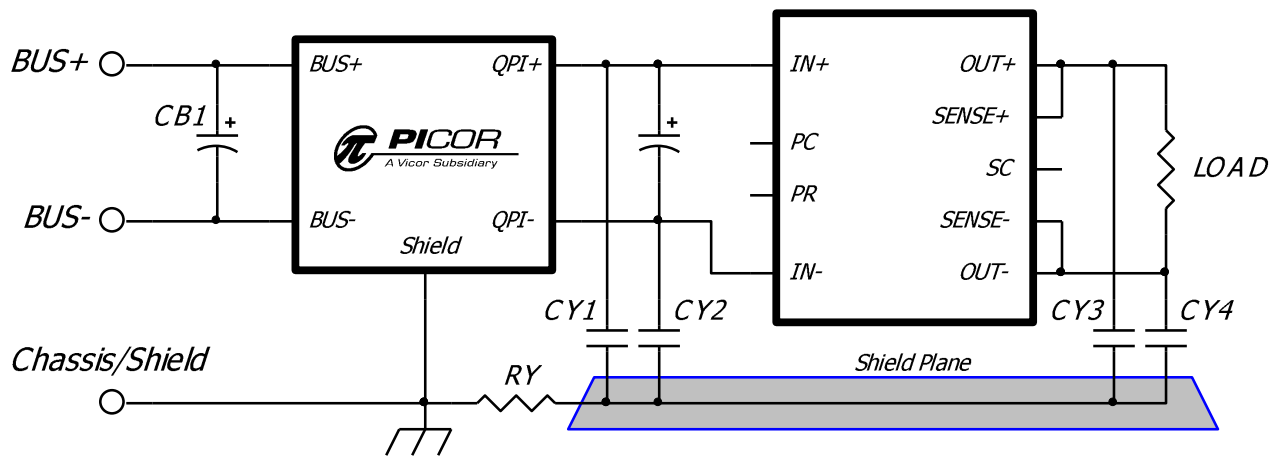 BUS+
BUS-
CB1
+
BUS+
QPI+
PICOR
A Vicor Subsidiary
BUS-
QPI-
Shield
+
IN+
OUT+
SENSE+
PC
SC
PR
SENSE-
IN-
OUT-
LOAD
CY1
CY2
CY3
CY4
Chassis/Shield
RY
Shield Plane